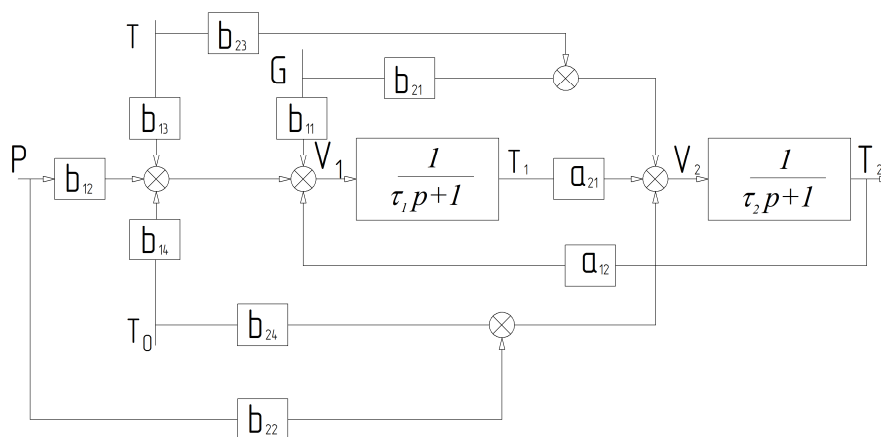 T b₂₃
G b₂₁
b₁₃ b₁₁
P b₁₂ V₁ 1/(τ₁p+1) T₁ a₂₁ V₂ 1/(τ₂p+1) T₂
b₁₄ a₁₂
T₀ b₂₄
b₂₂